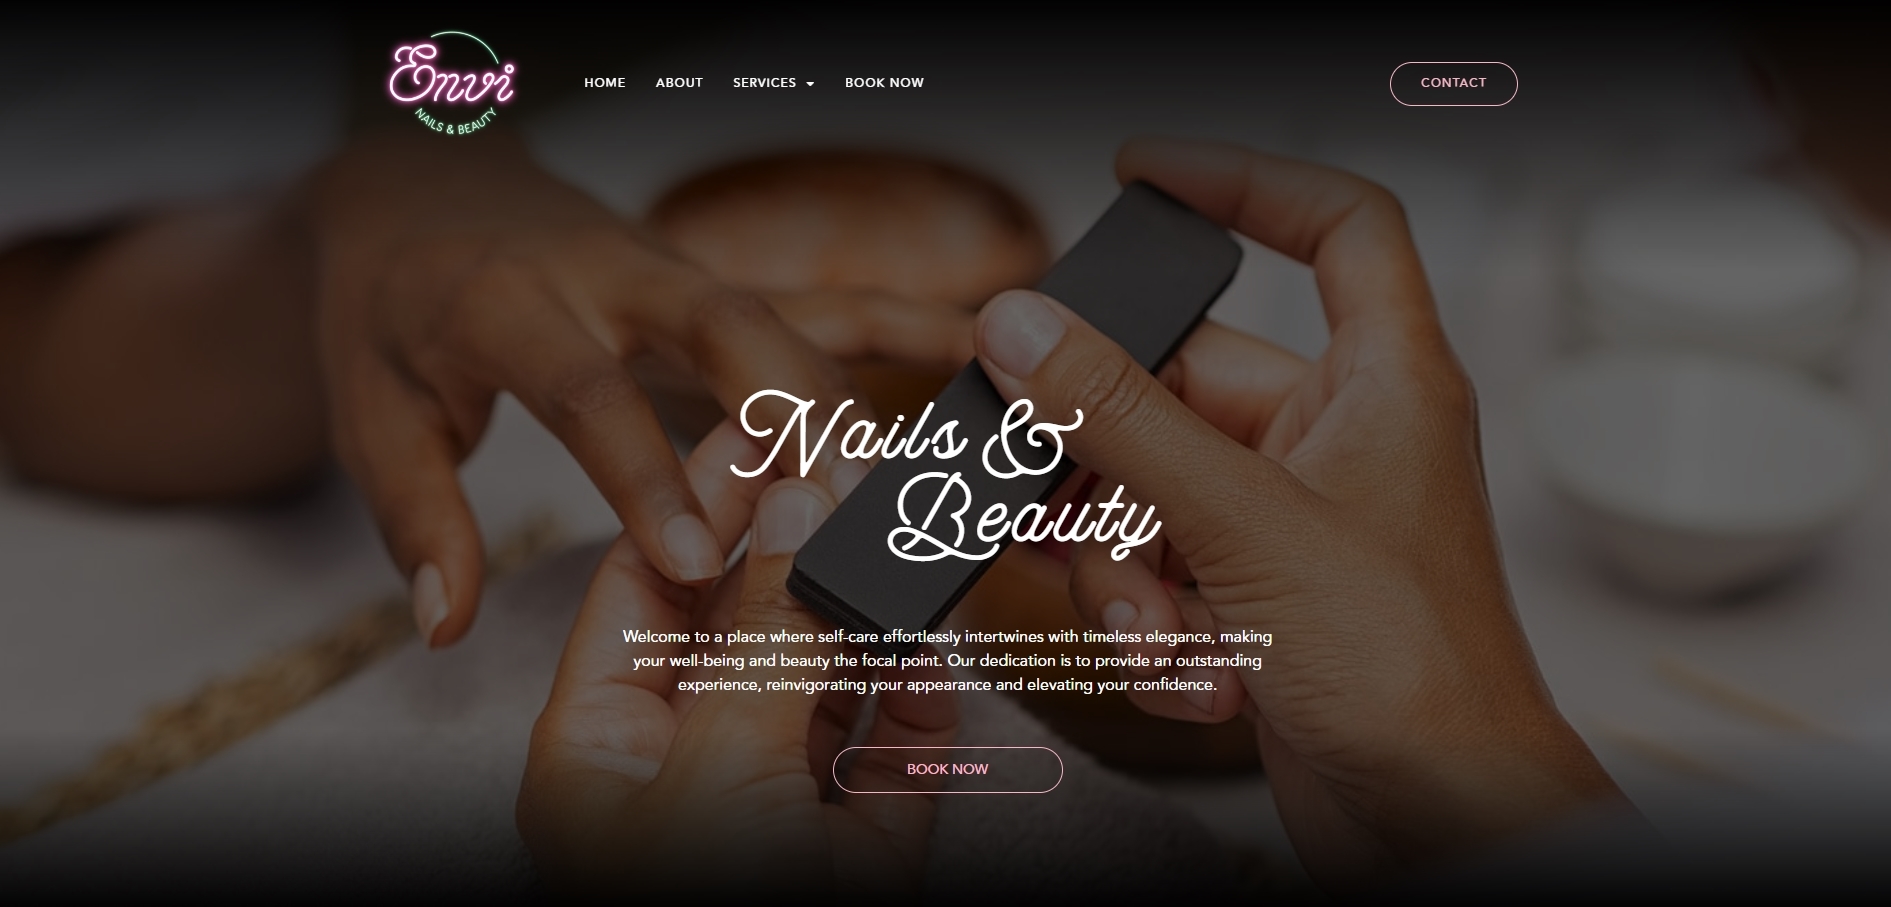 Envi
NAILS & BEAUTY
HOME
ABOUT
SERVICES
BOOK NOW
CONTACT
Nails &
Beauty
Welcome to a place where self-care effortlessly intertwines with timeless elegance, making
your well-being and beauty the focal point. Our dedication is to provide an outstanding
experience, reinvigorating your appearance and elevating your confidence.
BOOK NOW